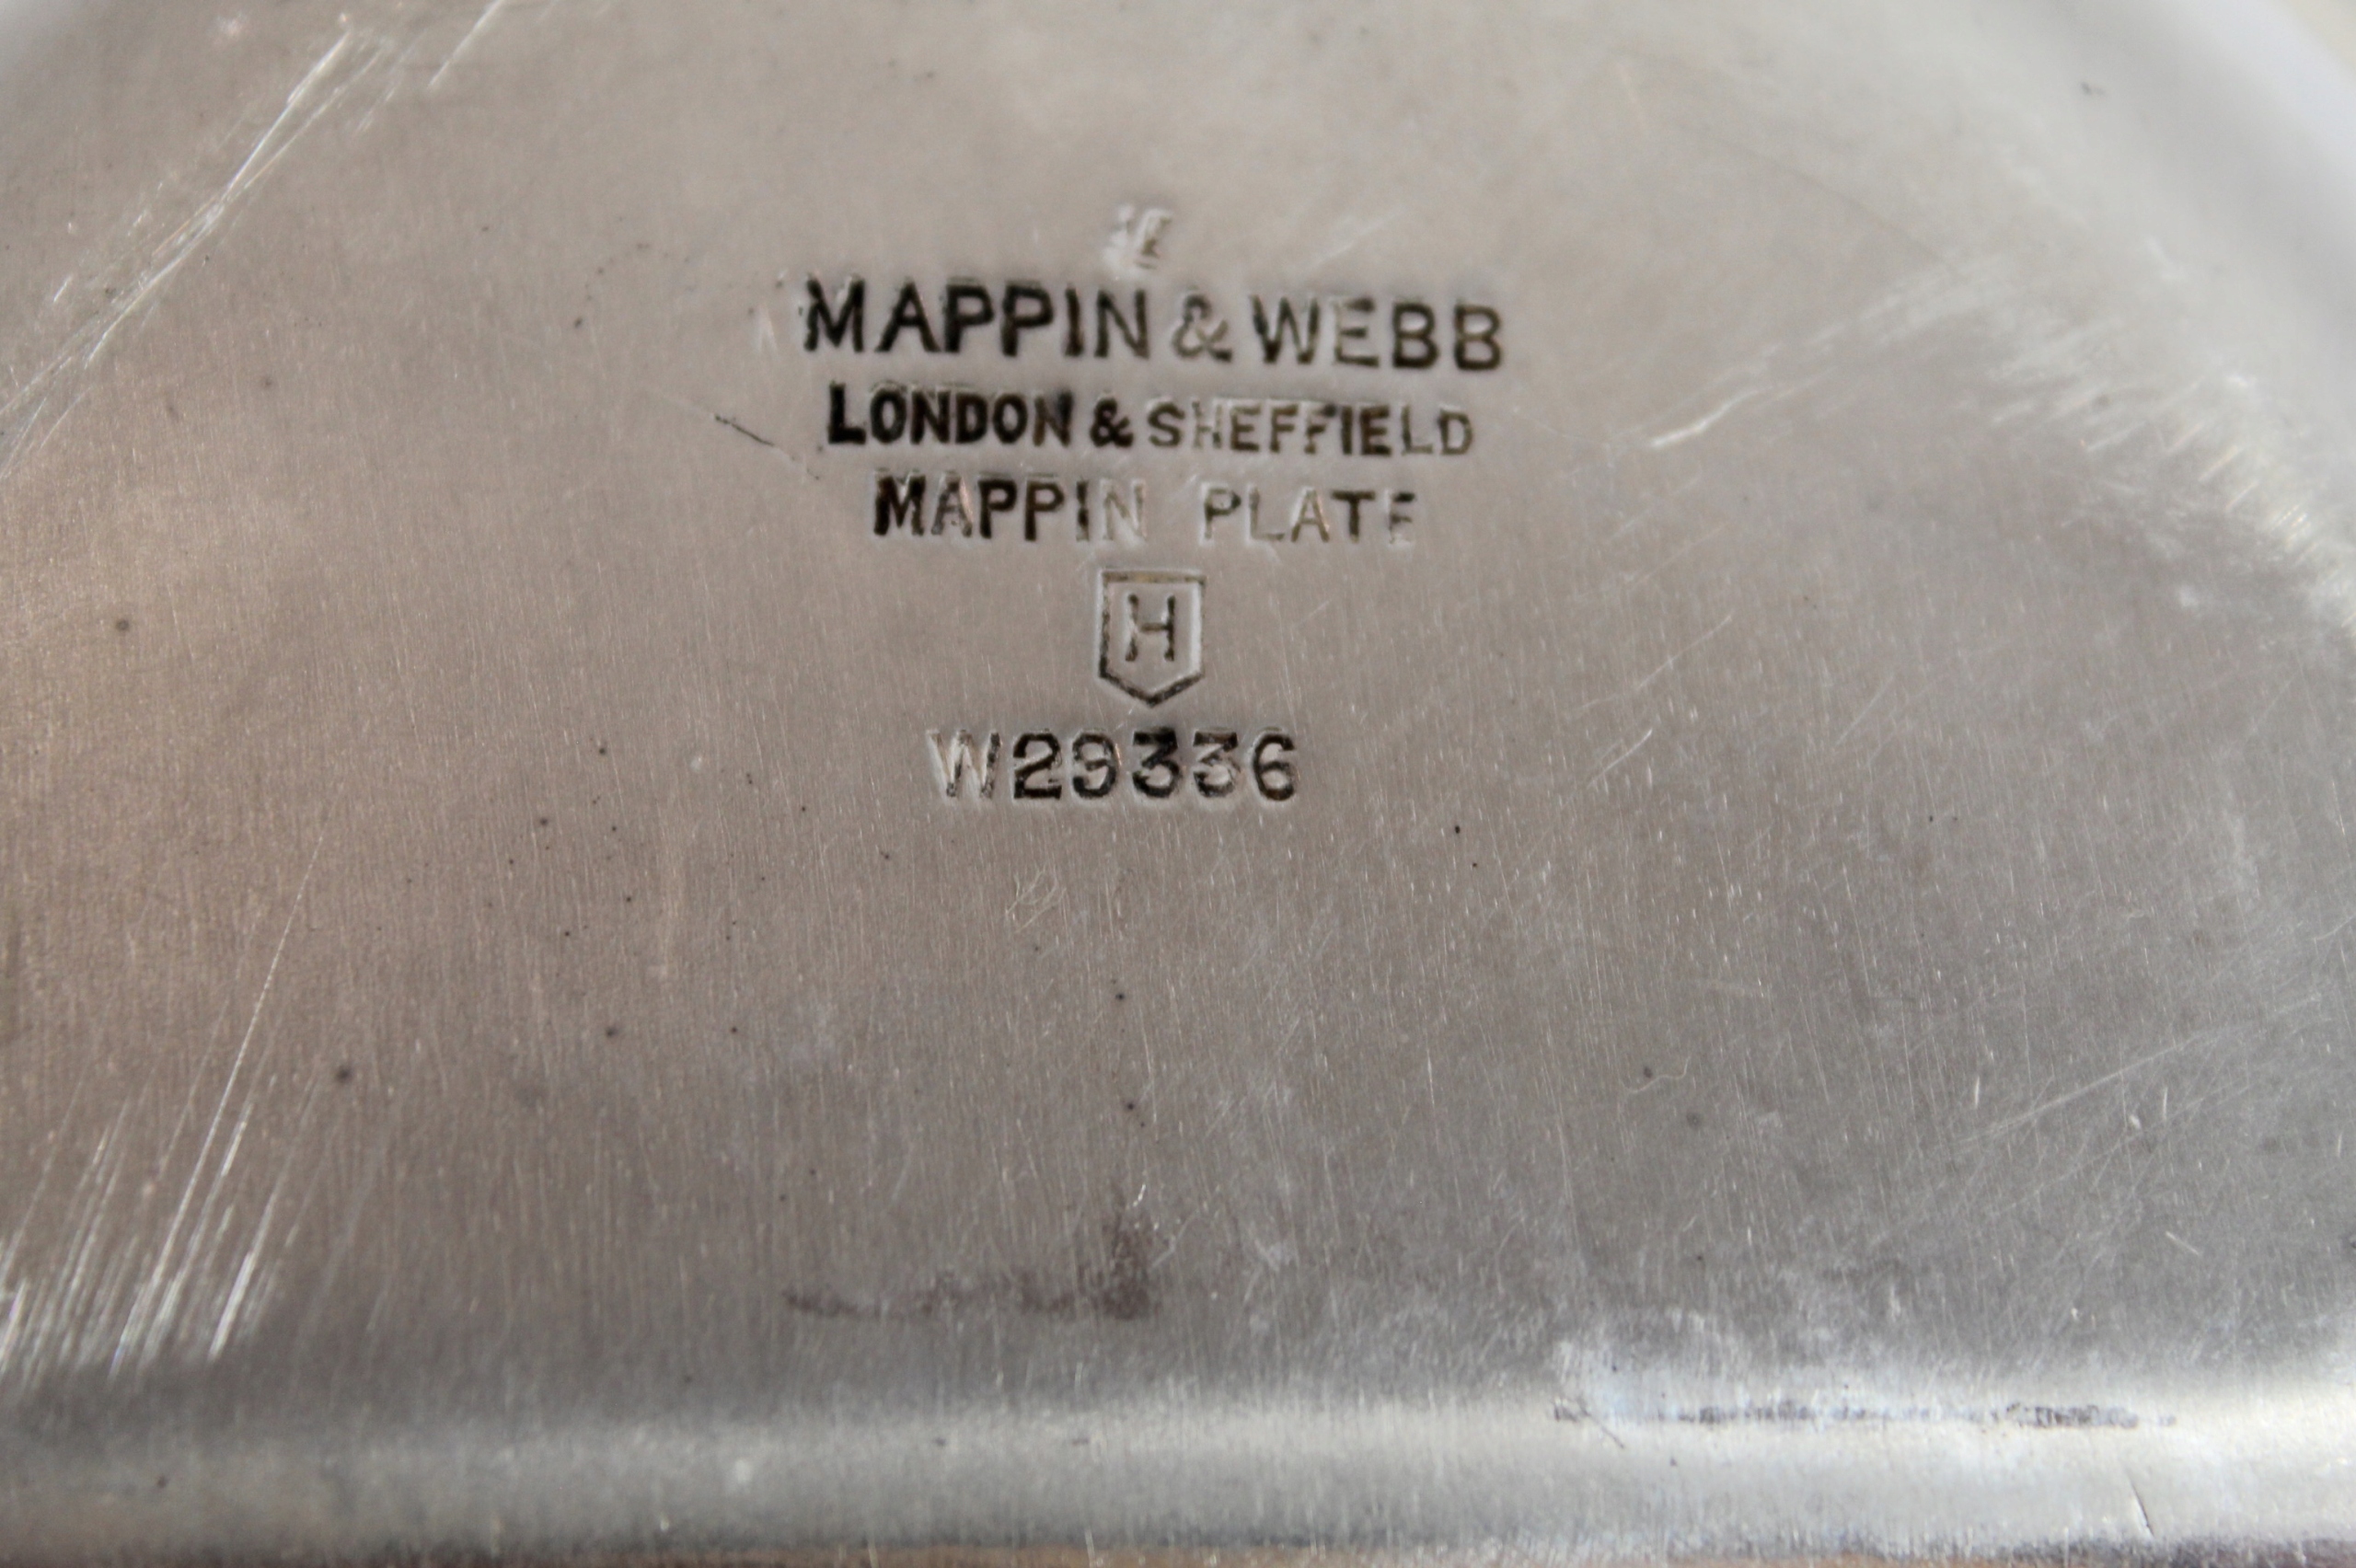 MAPPIN & WEBB
LONDON & SHEFFIELD
MAPPIN PLATE
H
W29336